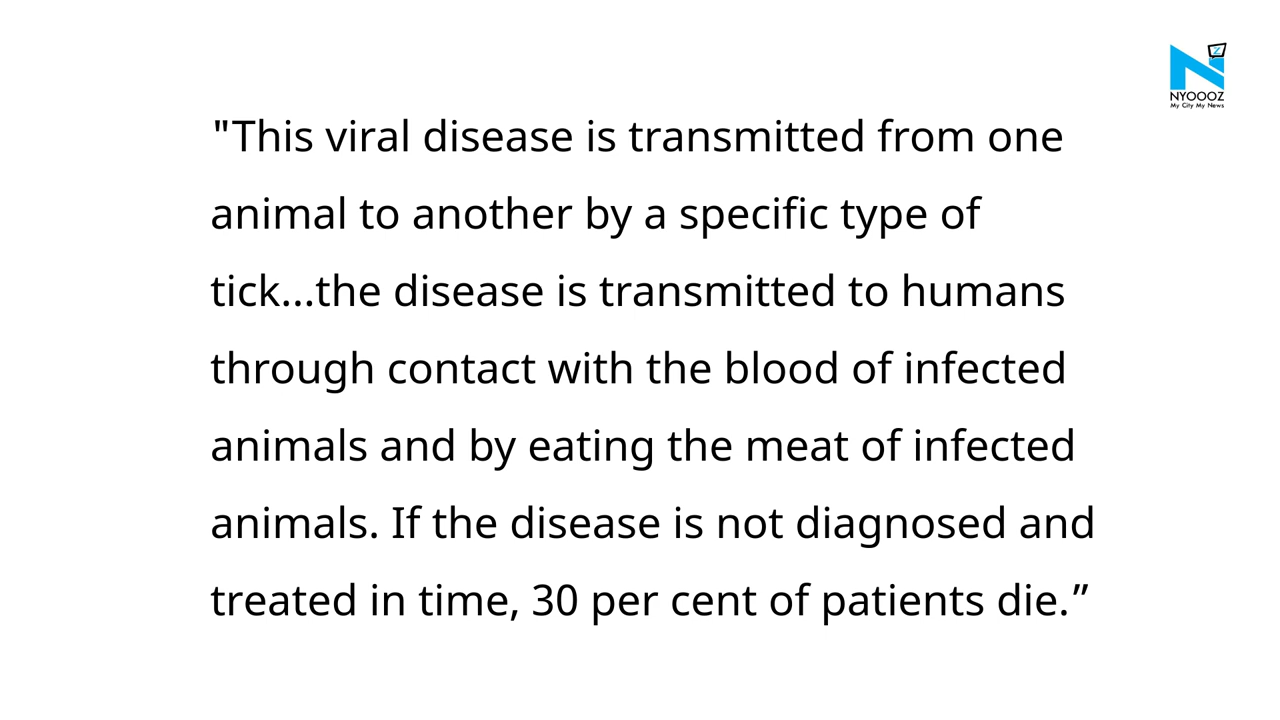 NYOOOZ
My City My News
"This viral disease is transmitted from one
animal to another by a specific type of
tick...the disease is transmitted to humans
through contact with the blood of infected
animals and by eating the meat of infected
animals. If the disease is not diagnosed and
treated in time, 30 per cent of patients die.”